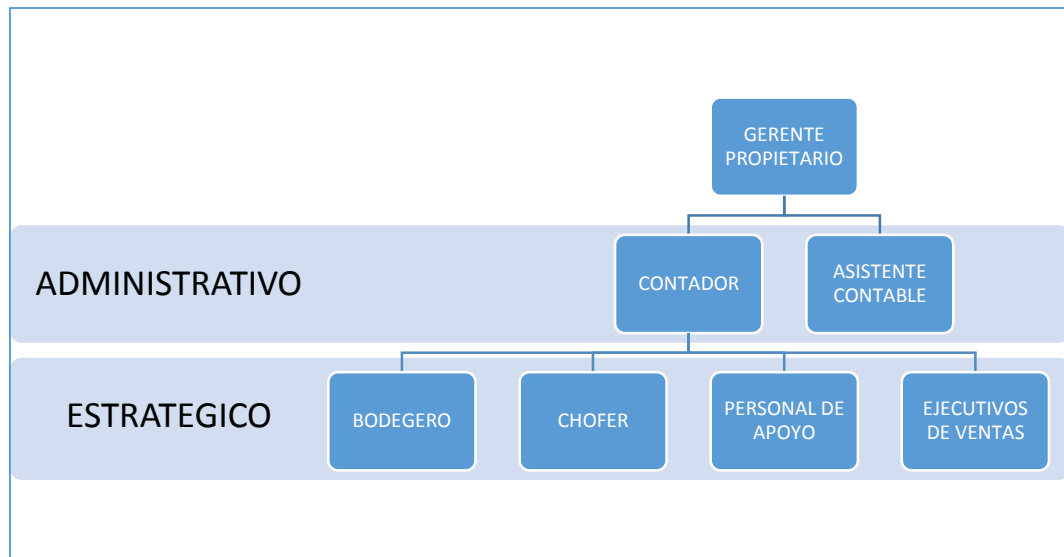 GERENTE
PROPIETARIO
ADMINISTRATIVO
CONTADOR
ASISTENTE
CONTABLE
ESTRATEGICO
BODEGERO
CHOFER
PERSONAL DE
APOYO
EJECUTIVOS
DE VENTAS